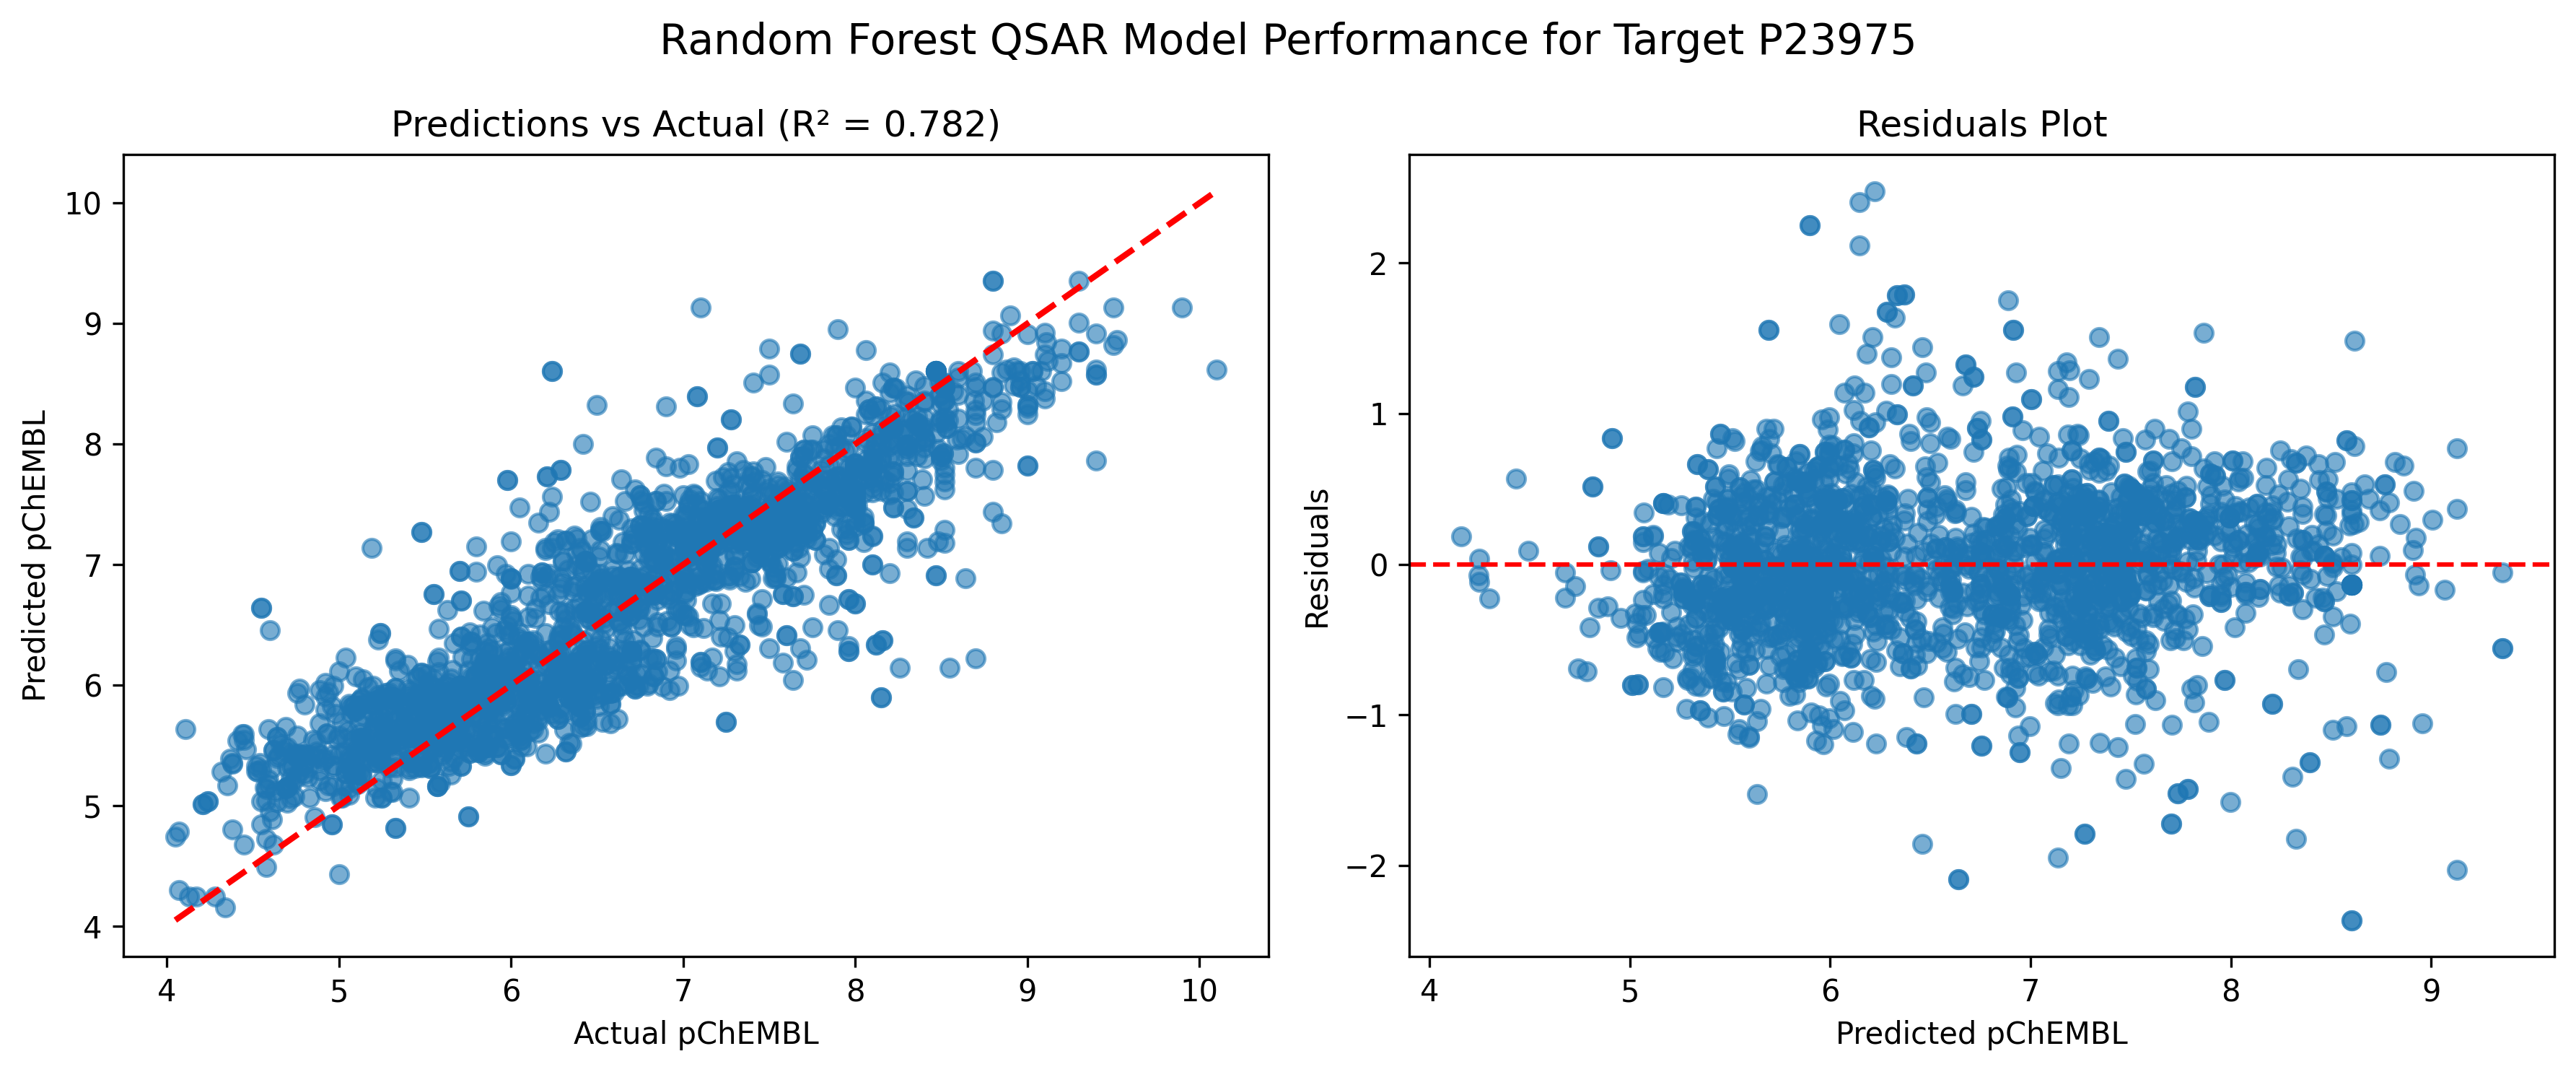 Random Forest QSAR Model Performance for Target P23975
Predictions vs Actual (R² = 0.782)
Predicted pChEMBL
10
9
8
7
6
5
4
4 5 6 7 8 9 10
Actual pChEMBL
Residuals Plot
Residuals
2
1
0
−1
−2
4 5 6 7 8 9
Predicted pChEMBL